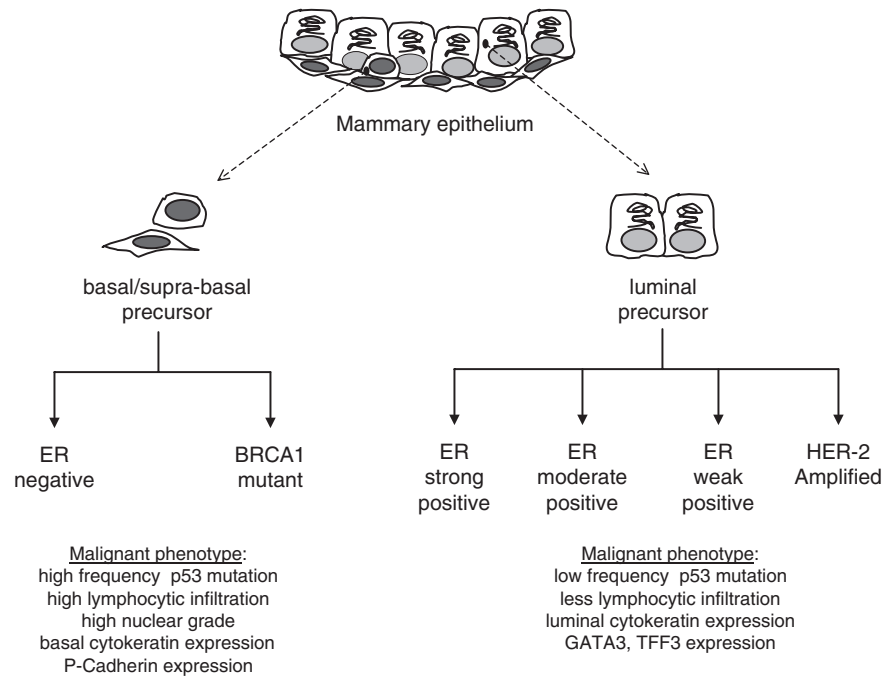 Mammary epithelium
basal/supra-basal
precursor
luminal
precursor
ER
negative
BRCA1
mutant
ER
strong
positive
ER
moderate
positive
ER
weak
positive
HER-2
Amplified
Malignant phenotype:
high frequency p53 mutation
high lymphocytic infiltration
high nuclear grade
basal cytokeratin expression
P-Cadherin expression
Malignant phenotype:
low frequency p53 mutation
less lymphocytic infiltration
luminal cytokeratin expression
GATA3, TFF3 expression